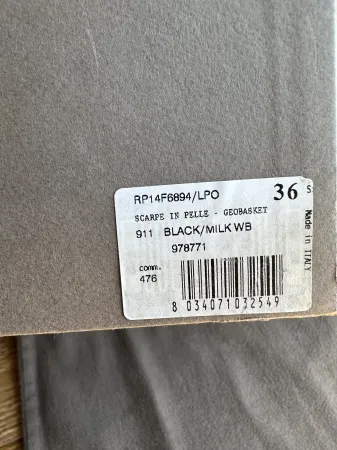 RP14F6894/LPO 36 S
SCARPE IN PELLE - GEOBASKET
911 BLACK/MILK WB
978771
comm.
476
8 034071 032549
Made in ITALY